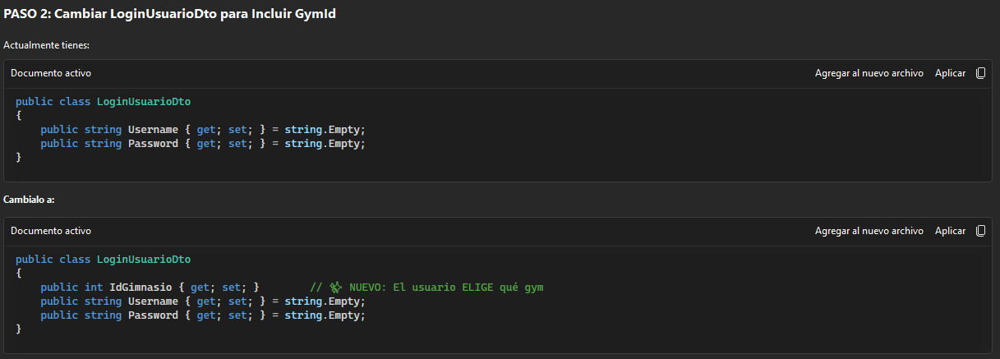 PASO 2: Cambiar LoginUsuarioDto para Incluir GymId
Actualmente tienes:
Documento activo Agregar al nuevo archivo Aplicar
public class LoginUsuarioDto
{
    public string Username { get; set; } = string.Empty;
    public string Password { get; set; } = string.Empty;
}
Cambialo a:
Documento activo Agregar al nuevo archivo Aplicar
public class LoginUsuarioDto
{
    public int IdGimnasio { get; set; }        // ✨ NUEVO: El usuario ELIGE qué gym
    public string Username { get; set; } = string.Empty;
    public string Password { get; set; } = string.Empty;
}